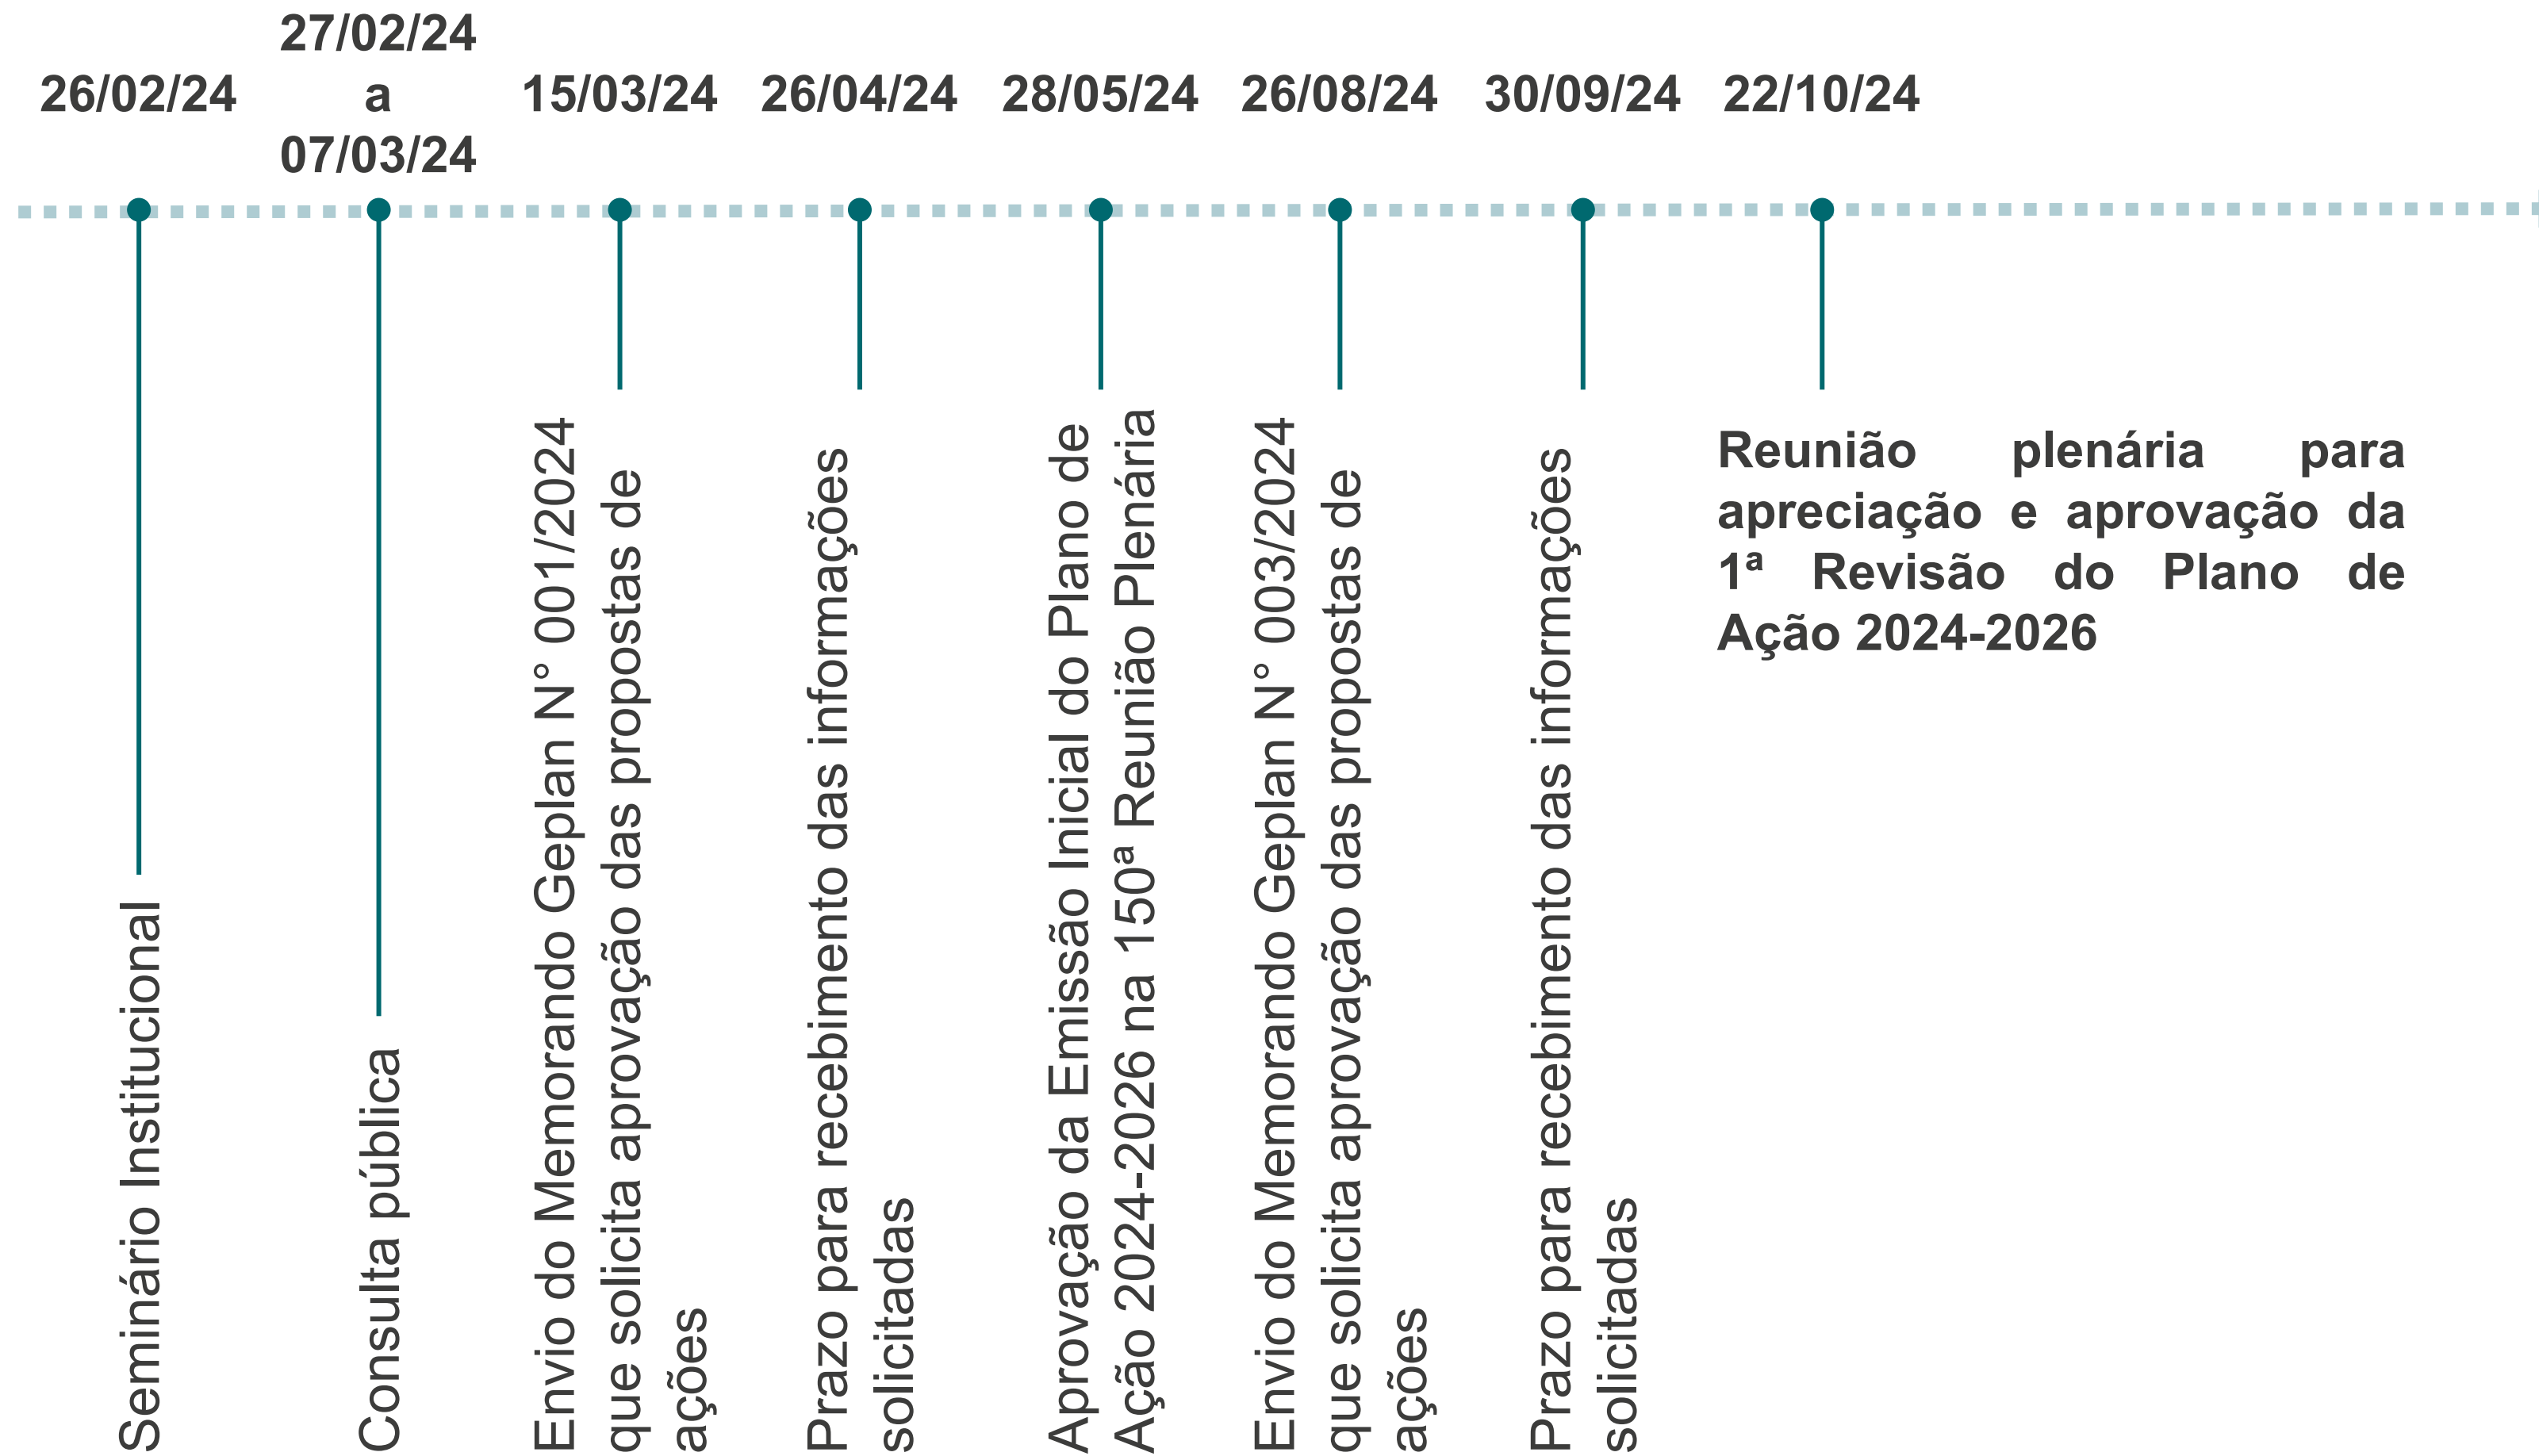 26/02/24
27/02/24
a
07/03/24
15/03/24
26/04/24
28/05/24
26/08/24
30/09/24
22/10/24
Seminário Institucional
Consulta pública
Envio do Memorando Geplan N° 001/2024
que solicita aprovação das propostas de
ações
Prazo para recebimento das informações
solicitadas
Aprovação da Emissão Inicial do Plano de
Ação 2024-2026 na 150ª Reunião Plenária
Envio do Memorando Geplan N° 003/2024
que solicita aprovação das propostas de
ações
Prazo para recebimento das informações
solicitadas
Reunião plenária para
apreciação e aprovação da
1ª Revisão do Plano de
Ação 2024-2026